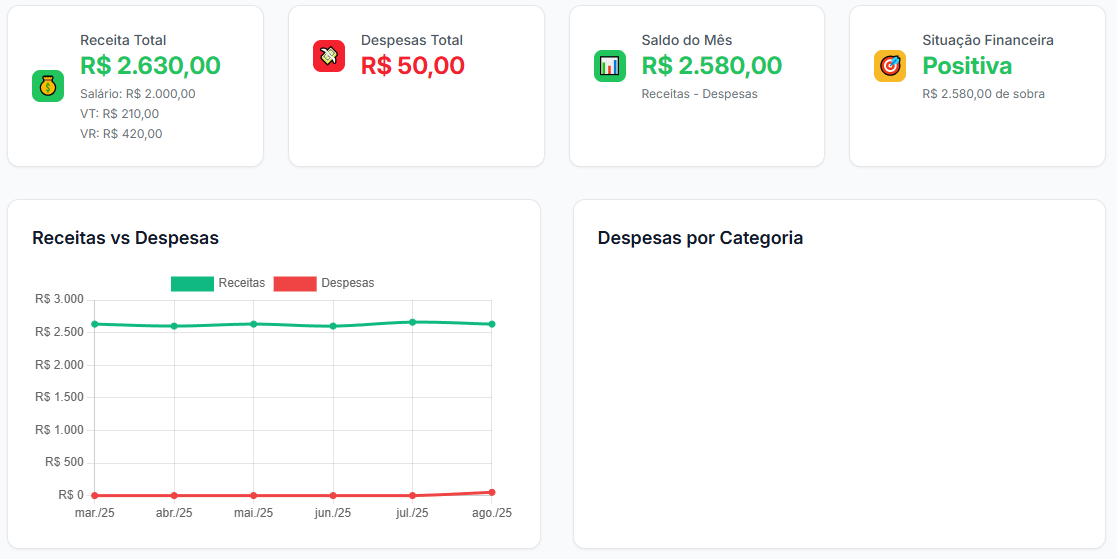 Receita Total
R$ 2.630,00
Salário: R$ 2.000,00
VT: R$ 210,00
VR: R$ 420,00
Despesas Total
R$ 50,00
Saldo do Mês
R$ 2.580,00
Receitas - Despesas
Situação Financeira
Positiva
R$ 2.580,00 de sobra
Receitas vs Despesas
Receitas
Despesas
R$ 3.000
R$ 2.500
R$ 2.000
R$ 1.500
R$ 1.000
R$ 500
R$ 0
mar./25 abr./25 mai./25 jun./25 jul./25 ago./25
Despesas por Categoria